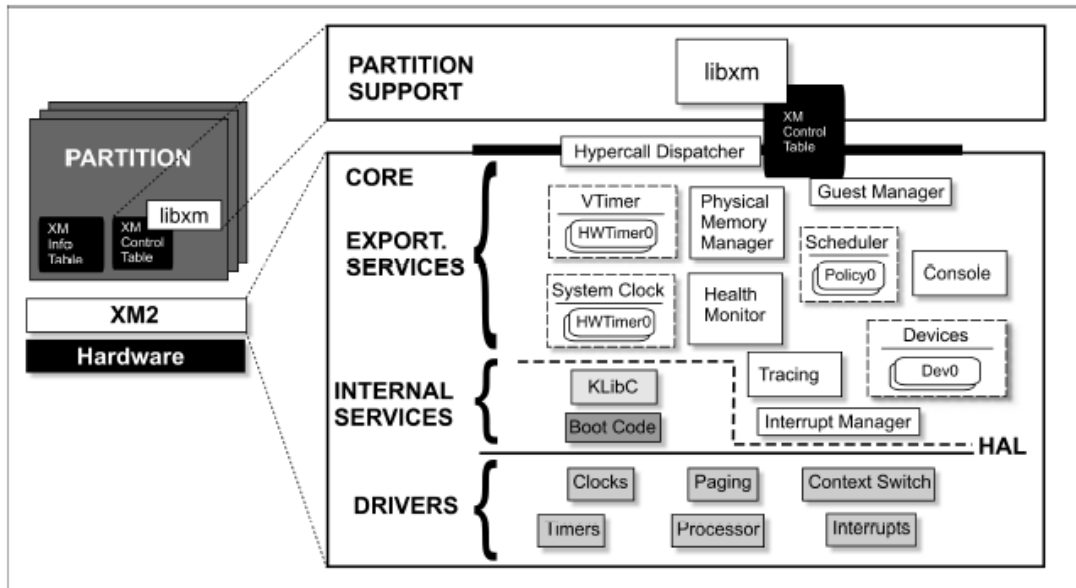 PARTITION
XM
Info
Table
XM
Control
Table
libxm
XM2
Hardware
PARTITION
SUPPORT
libxm
XM
Control
Table
Hypercall Dispatcher
CORE
EXPORT.
SERVICES
Guest Manager
VTimer
HWTimer0
Physical
Memory
Manager
Scheduler
Policy0
Console
System Clock
HWTimer0
Health
Monitor
Devices
Dev0
INTERNAL
SERVICES
KLibC
Boot Code
Tracing
Interrupt Manager
HAL
DRIVERS
Clocks
Paging
Context Switch
Timers
Processor
Interrupts